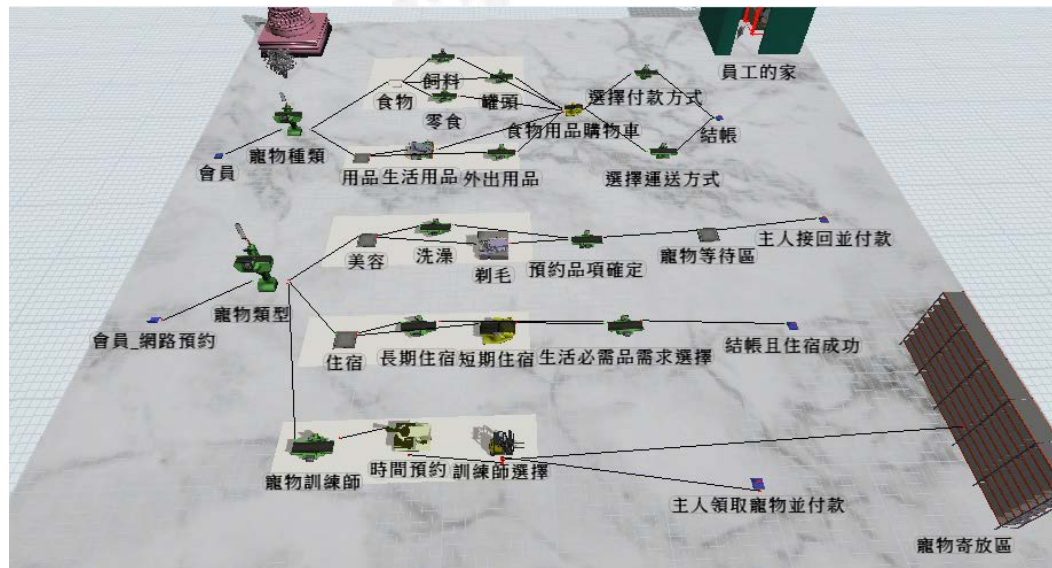 員工的家
飼料
食物
罐頭
選擇付款方式
零食
食物用品購物車
結帳
寵物種類
會員
用品
生活用品
外出用品
選擇運送方式
美容
洗澡
剃毛
預約品項確定
寵物等待區
主人接回並付款
寵物類型
會員_網路預約
住宿
長期住宿
短期住宿
生活必需品需求選擇
結帳且住宿成功
寵物訓練師
時間預約
訓練師選擇
主人領取寵物並付款
寵物寄放區